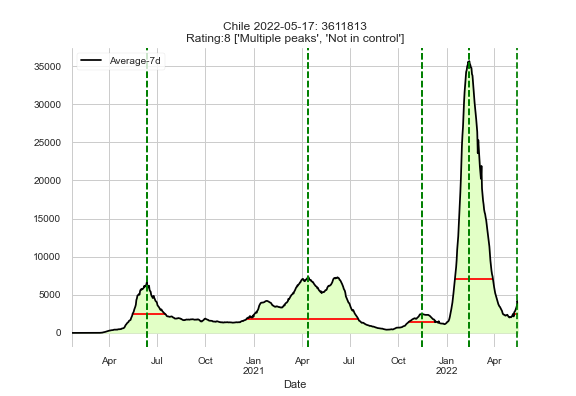 Chile 2022-05-17: 3611813
Rating:8 ['Multiple peaks', 'Not in control']
Average-7d
35000
30000
25000
20000
15000
10000
5000
0
Apr Jul Oct Jan Apr Jul Oct Jan Apr
2021 2022
Date